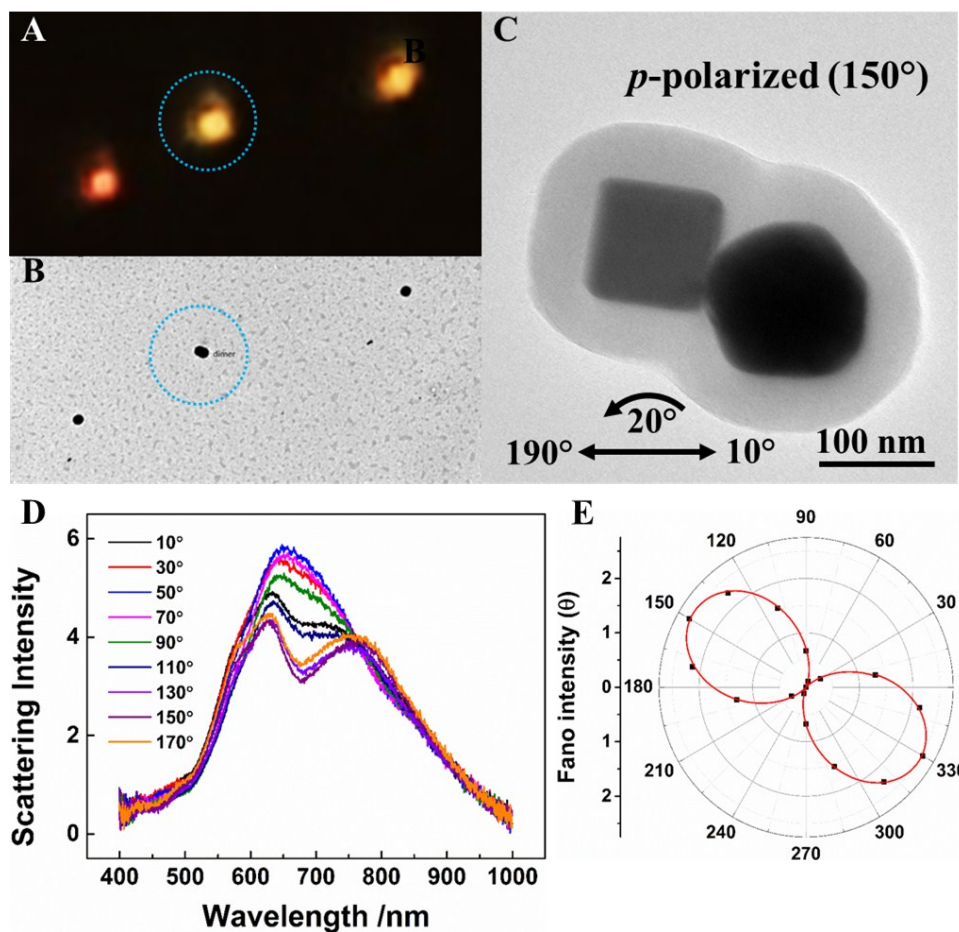 A
B
B
dimer
C
p-polarized (150°)
20°
190°
10°
100 nm
D
Scattering Intensity
6
4
2
0
10°
30°
50°
70°
90°
110°
130°
150°
170°
400 500 600 700 800 900 1000
Wavelength /nm
E
Fano intensity (θ)
2
1
0
1
2
90
120
60
150
30
180
210
330
240
300
270